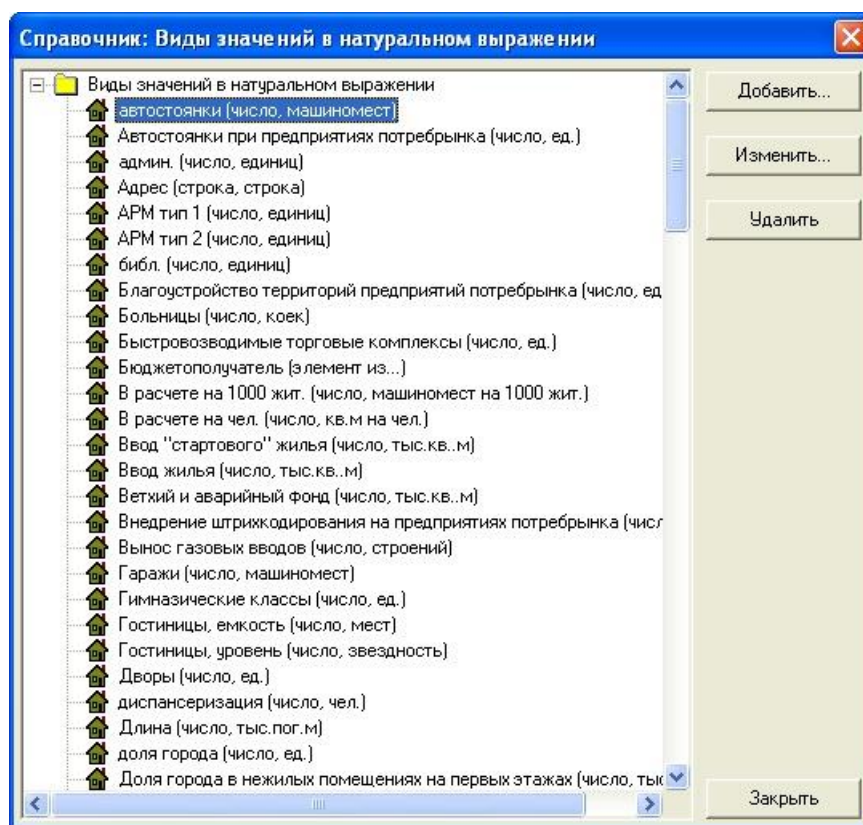 Справочник: Виды значений в натуральном выражении
Виды значений в натуральном выражении
автостоянки (число, машиномест)
Автостоянки при предприятиях потребрынка (число, ед.)
админ. (число, единиц)
Адрес (строка, строка)
АРМ тип 1 (число, единиц)
АРМ тип 2 (число, единиц)
библ. (число, единиц)
Благоустройство территорий предприятий потребрынка (число, ед
Больницы (число, коек)
Быстровозводимые торговые комплексы (число, ед.)
Бюджетополучатель (элемент из...)
В расчете на 1000 жит. (число, машиномест на 1000 жит.)
В расчете на чел. (число, кв.м на чел.)
Ввод "стартового" жилья (число, тыс.кв..м)
Ввод жилья (число, тыс.кв..м)
Ветхий и аварийный фонд (число, тыс.кв..м)
Внедрение штрихкодирования на предприятиях потребрынка (числ
Вынос газовых вводов (число, строений)
Гаражи (число, машиномест)
Гимназические классы (число, ед.)
Гостиницы, емкость (число, мест)
Гостиницы, уровень (число, звездность)
Дворы (число, ед.)
диспансеризация (число, чел.)
Длина (число, тыс.пог.м)
доля города (число, ед.)
Доля города в нежилых помещениях на первых этажах (число, тыс
Добавить...
Изменить...
Удалить
Закрыть